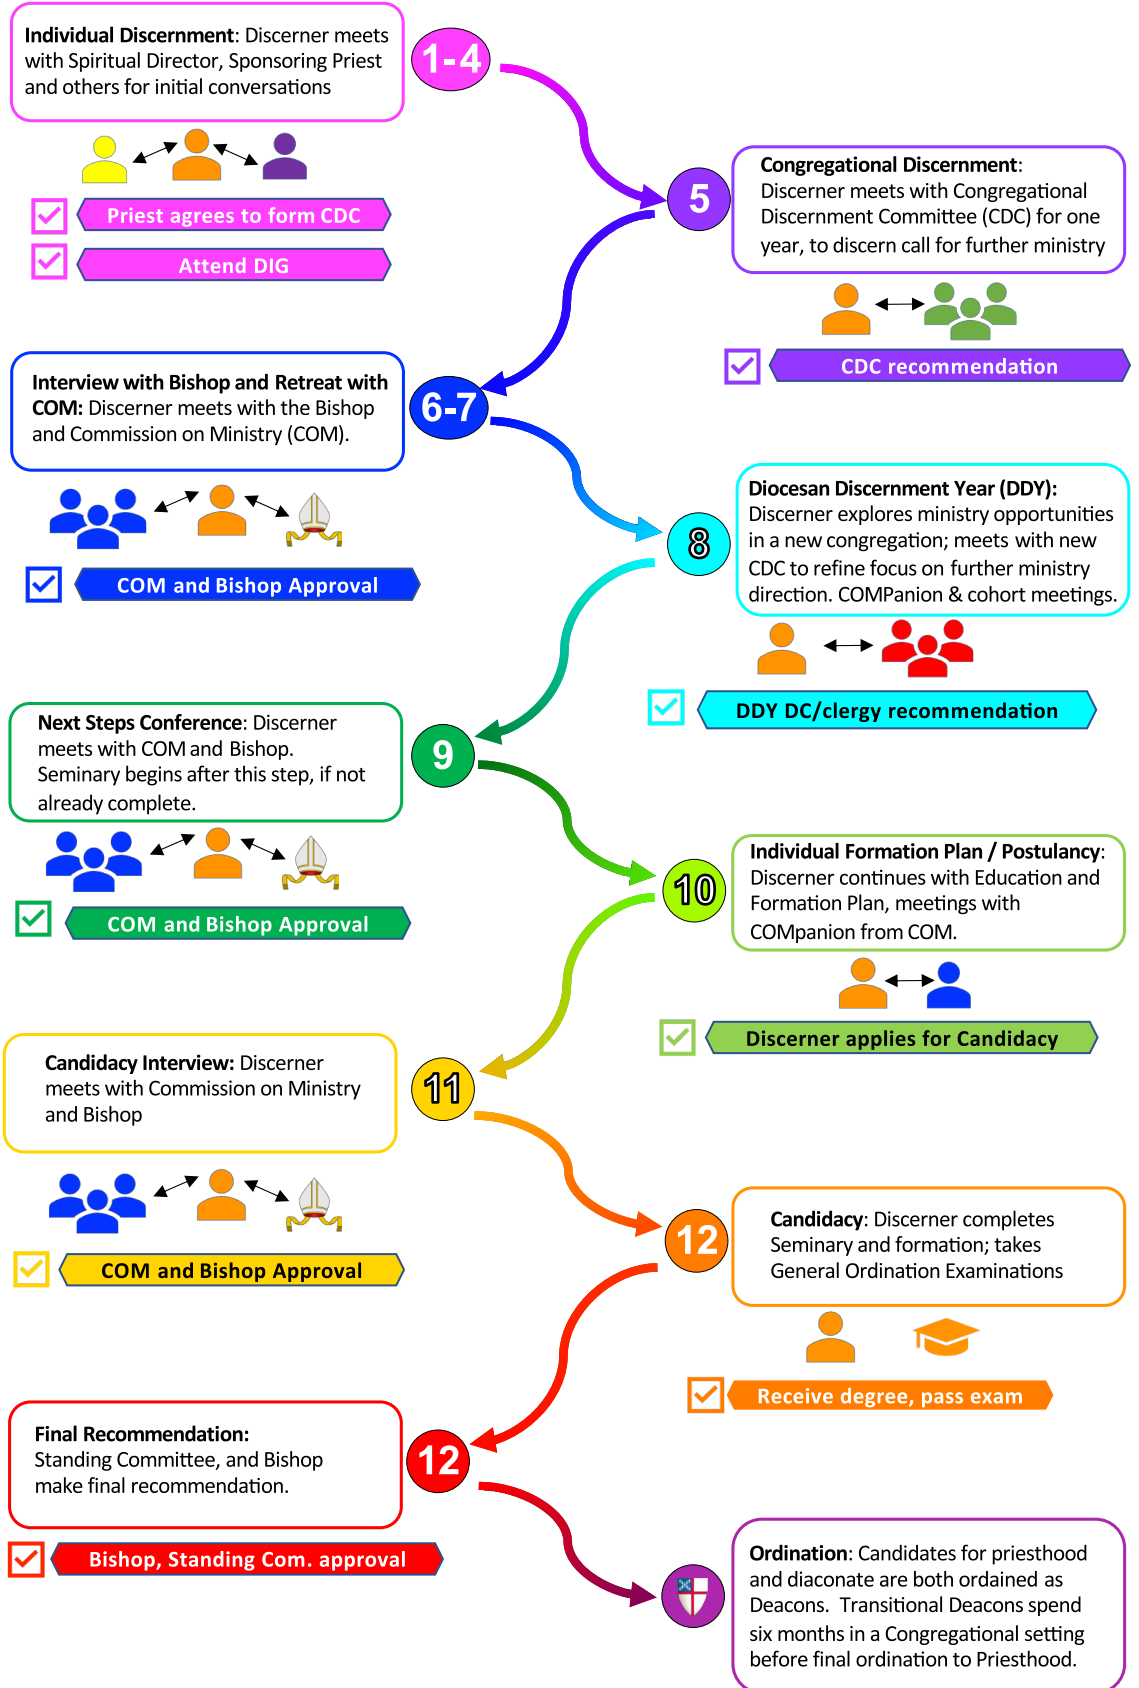 Individual Discernment: Discerner meets
with Spiritual Director, Sponsoring Priest
and others for initial conversations
1-4
Priest agrees to form CDC
Attend DIG
5
Congregational Discernment:
Discerner meets with Congregational
Discernment Committee (CDC) for one
year, to discern call for further ministry
CDC recommendation
Interview with Bishop and Retreat with
COM: Discerner meets with the Bishop
and Commission on Ministry (COM).
6-7
COM and Bishop Approval
8
Diocesan Discernment Year (DDY):
Discerner explores ministry opportunities
in a new congregation; meets with new
CDC to refine focus on further ministry
direction. COMPanion & cohort meetings.
DDY DC/clergy recommendation
Next Steps Conference: Discerner
meets with COM and Bishop.
Seminary begins after this step, if not
already complete.
9
COM and Bishop Approval
10
Individual Formation Plan / Postulancy:
Discerner continues with Education and
Formation Plan, meetings with
COMpanion from COM.
Discerner applies for Candidacy
Candidacy Interview: Discerner
meets with Commission on Ministry
and Bishop
11
COM and Bishop Approval
12
Candidacy: Discerner completes
Seminary and formation; takes
General Ordination Examinations
Receive degree, pass exam
Final Recommendation:
Standing Committee, and Bishop
make final recommendation.
12
Bishop, Standing Com. approval
Ordination: Candidates for priesthood
and diaconate are both ordained as
Deacons.  Transitional Deacons spend
six months in a Congregational setting
before final ordination to Priesthood.